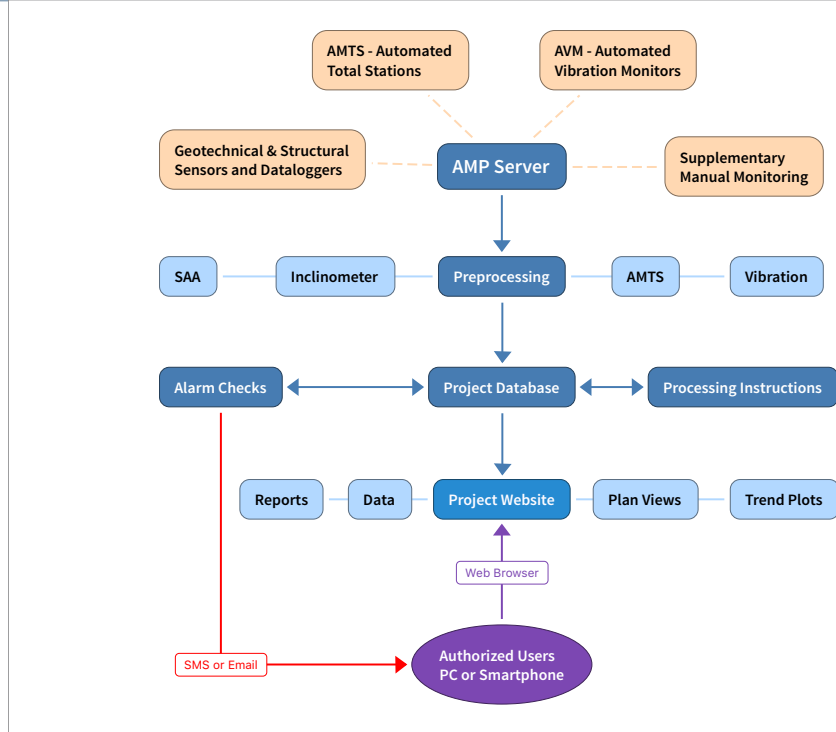 AMTS - Automated
Total Stations
AVM - Automated
Vibration Monitors
Geotechnical & Structural
Sensors and Dataloggers
AMP Server
Supplementary
Manual Monitoring
SAA
Inclinometer
Preprocessing
AMTS
Vibration
Alarm Checks
Project Database
Processing Instructions
Reports
Data
Project Website
Plan Views
Trend Plots
Web Browser
Authorized Users
PC or Smartphone
SMS or Email